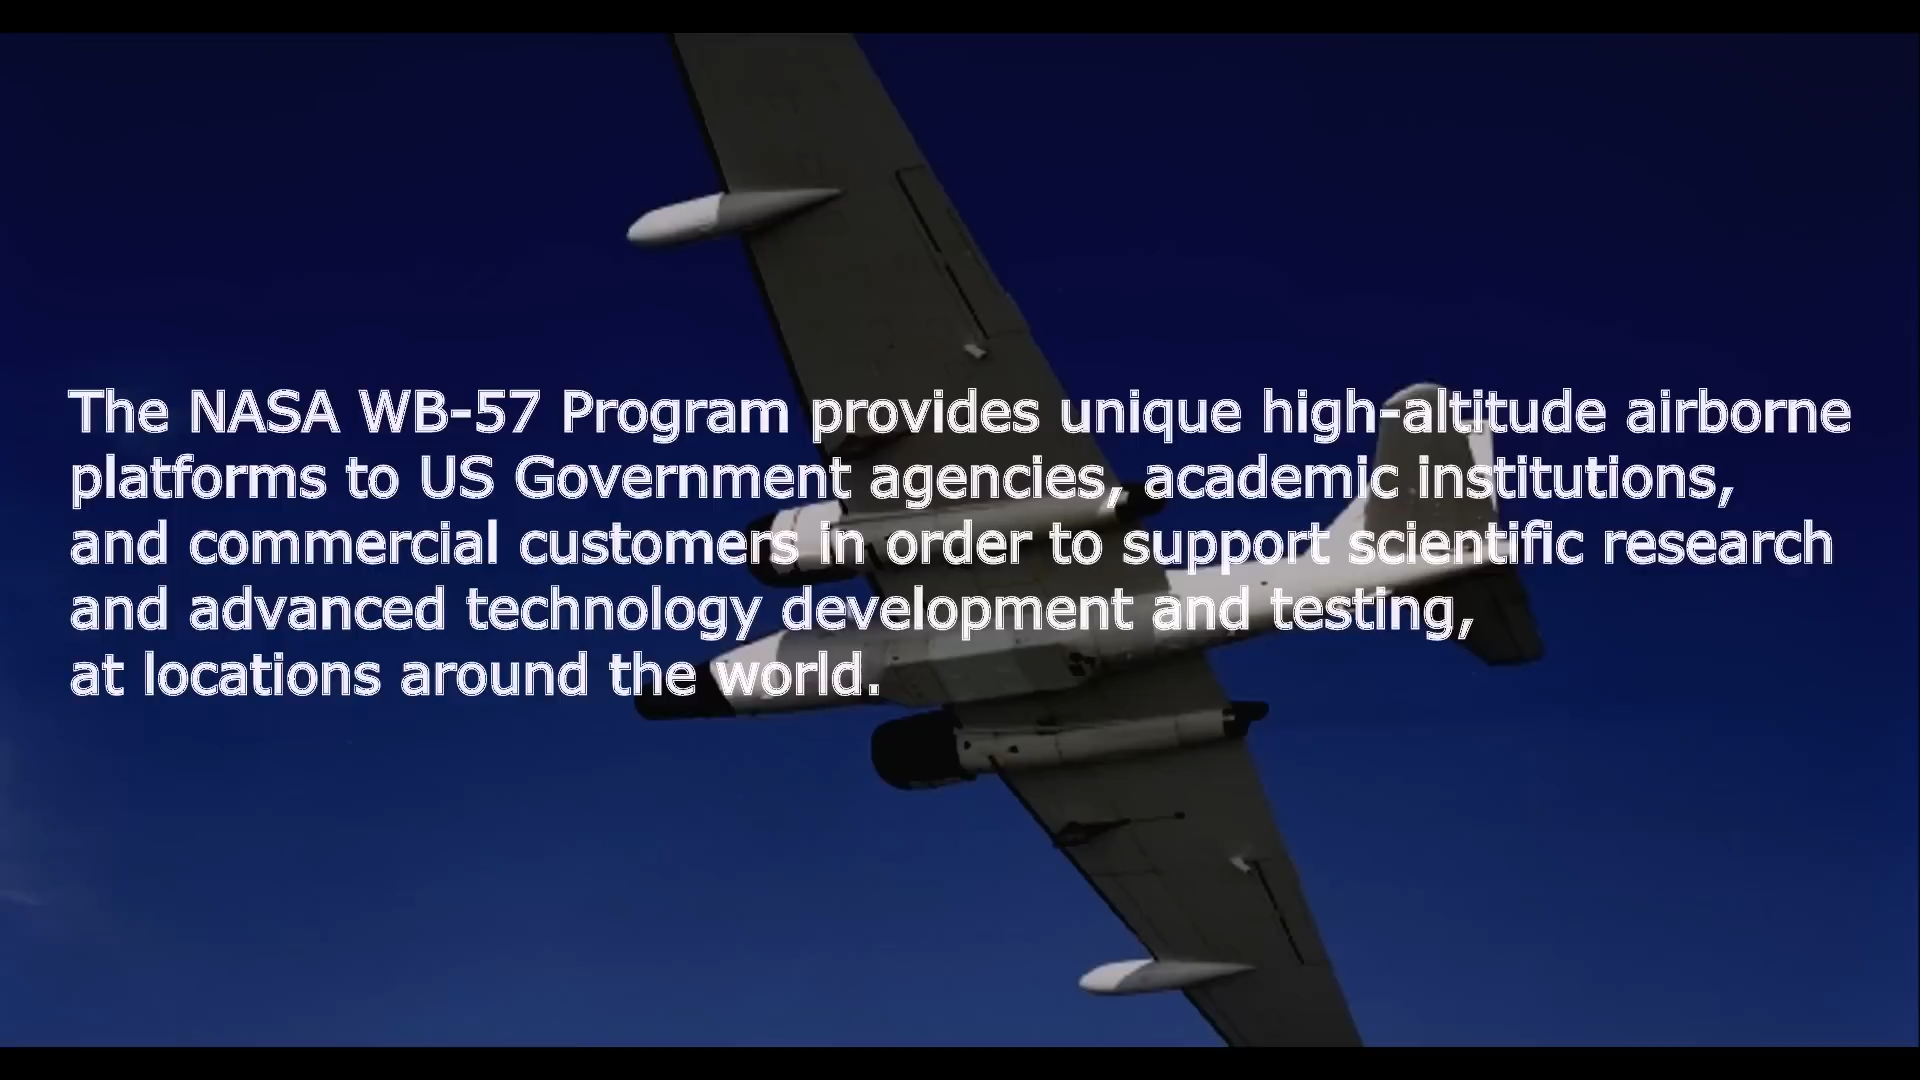 The NASA WB-57 Program provides unique high-altitude airborne
platforms to US Government agencies, academic institutions,
and commercial customers in order to support scientific research
and advanced technology development and testing,
at locations around the world.